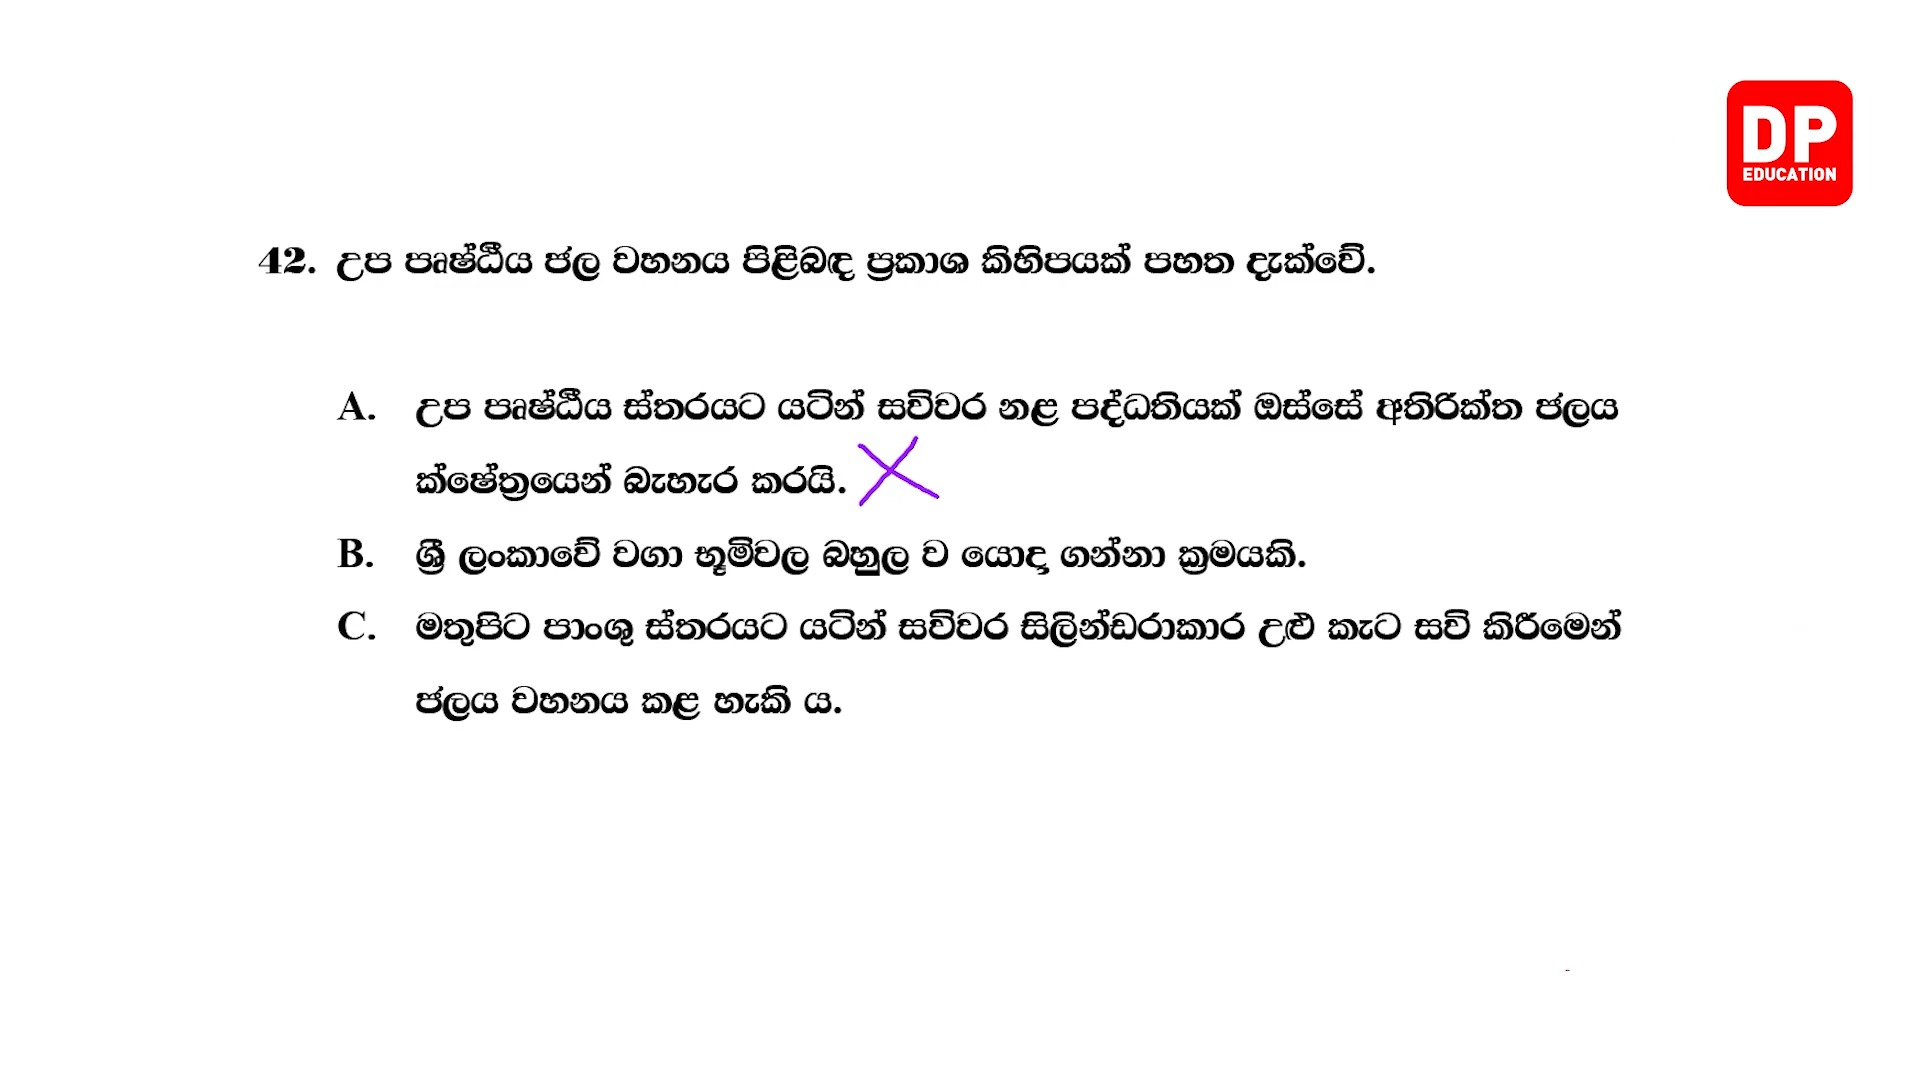 DP
EDUCATION
42. උප පෘෂ්ඨීය ජල වහනය පිළිබඳ ප්‍රකාශ කිහිපයක් පහත දැක්වේ.
A. උප පෘෂ්ඨීය ස්තරයට යටින් සවිවර නළ පද්ධතියක් ඔස්සේ අතිරික්ත ජලය
ක්ෂේත්‍රයෙන් බැහැර කරයි.
B. ශ්‍රී ලංකාවේ වගා භූමිවල බහුල ව යොදා ගන්නා ක්‍රමයකි.
C. මතුපිට පාංශු ස්තරයට යටින් සවිවර සිලින්ඩරාකාර උළු කැට සවි කිරීමෙන්
ජලය වහනය කළ හැකි ය.